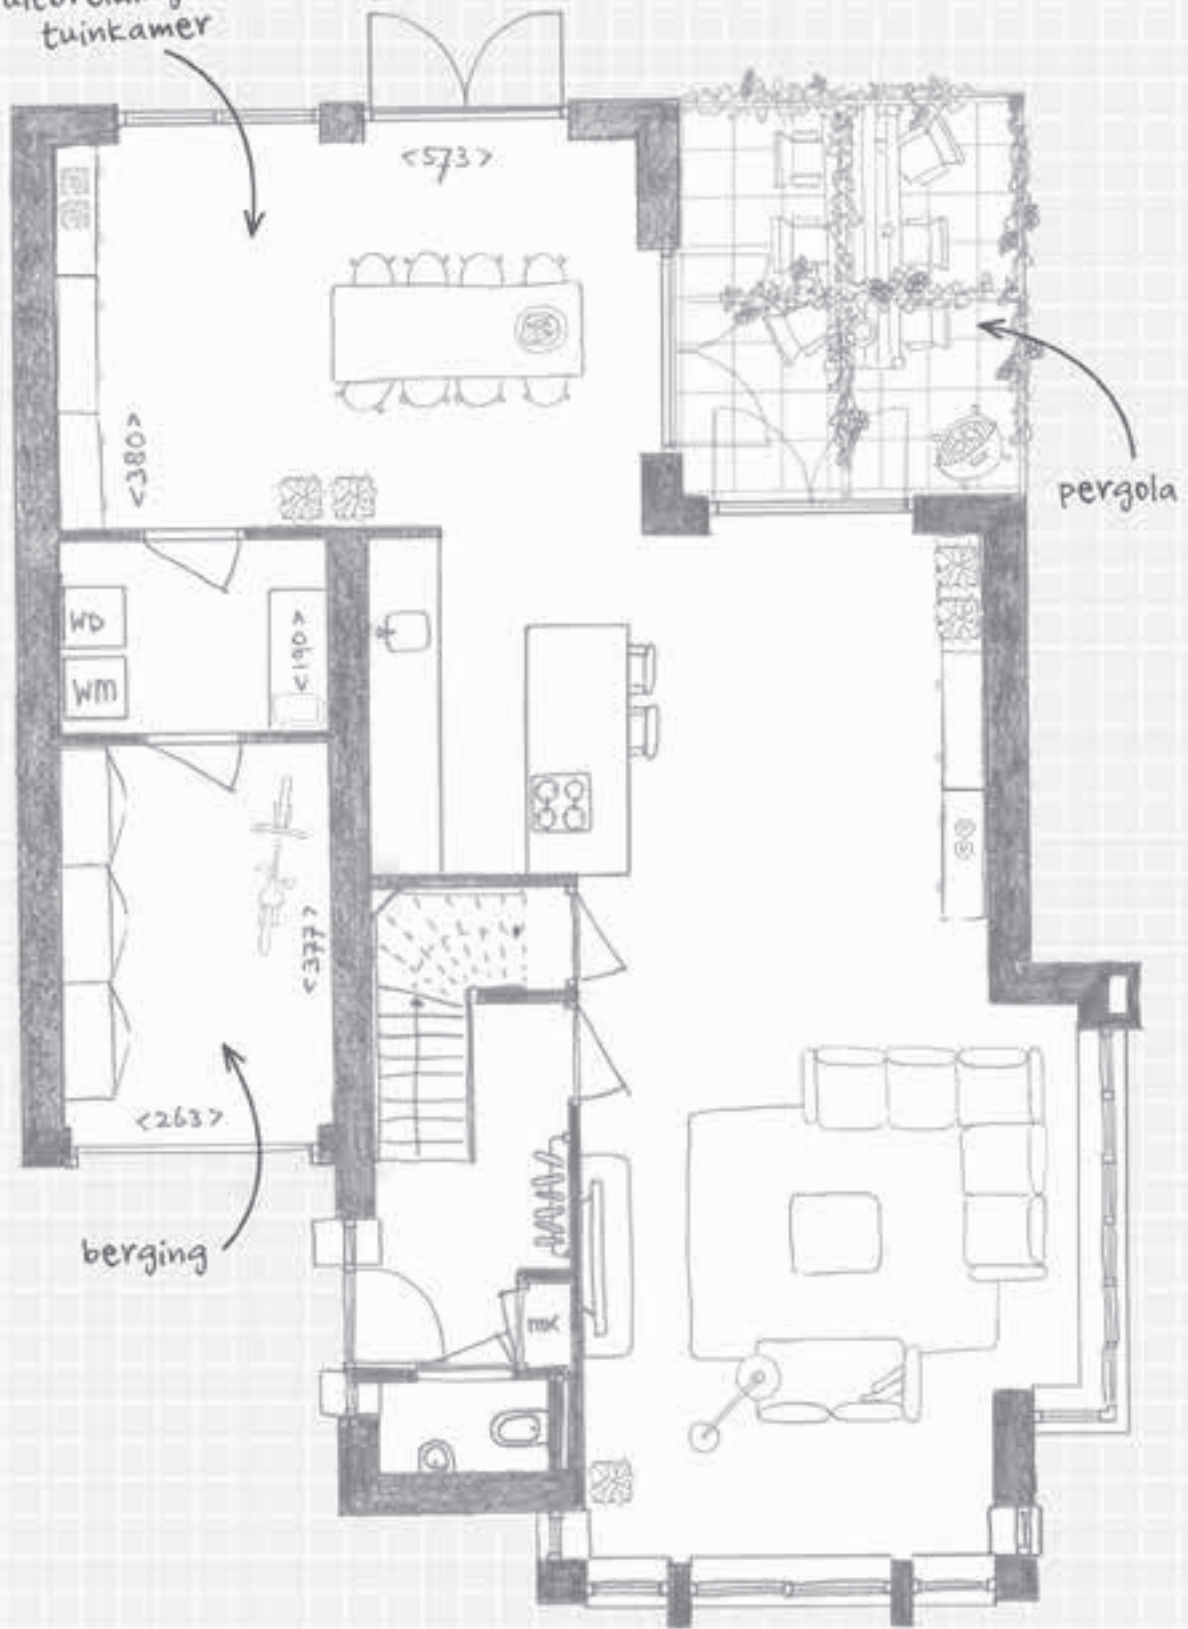 tuinkamer
<573>
<380>
pergola
WD
<190>
WM
<377>
<263>
berging
mK